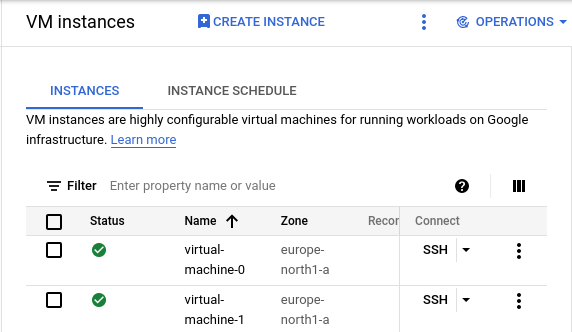 VM instances CREATE INSTANCE OPERATIONS
INSTANCES INSTANCE SCHEDULE
VM instances are highly configurable virtual machines for running workloads on Google
infrastructure. Learn more
Filter Enter property name or value
Status Name Zone Recor Connect
virtual- europe- SSH
machine-0 north1-a
virtual- europe- SSH
machine-1 north1-a